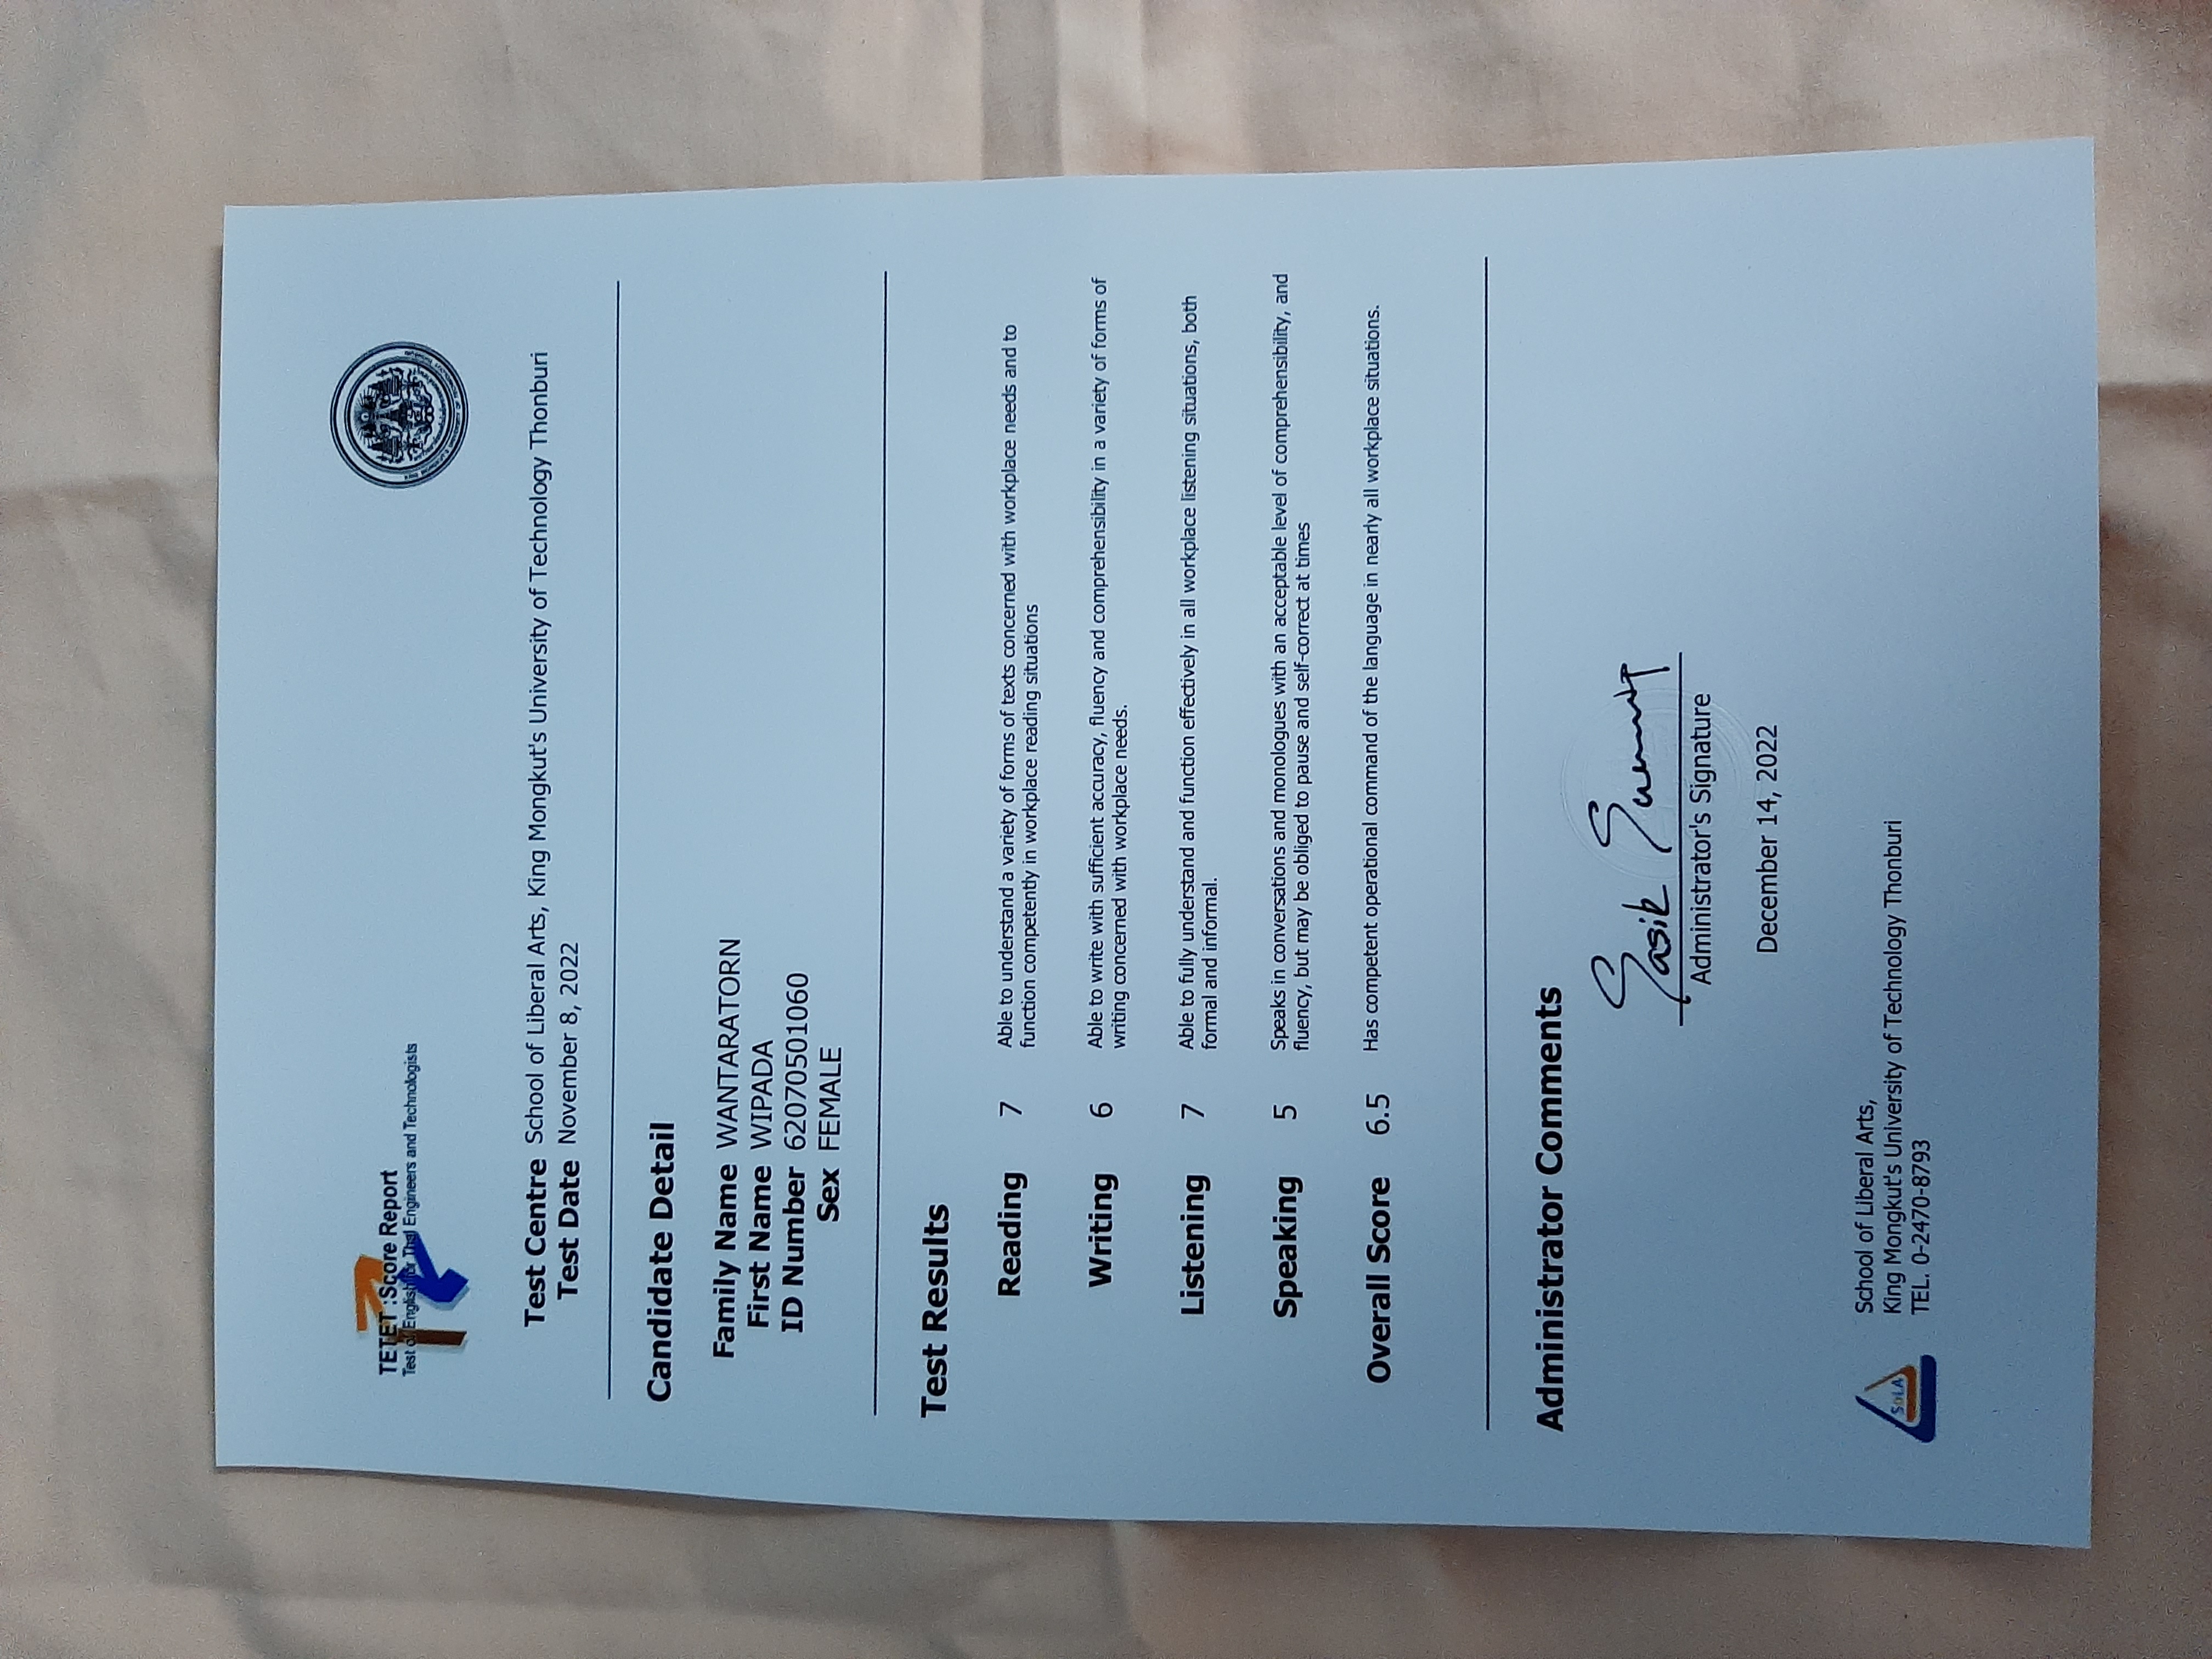 TETET :Score Report
Test of English for Thai Engineers and Technologists
Test Centre School of Liberal Arts, King Mongkut's University of Technology Thonburi
Test Date November 8, 2022
Candidate Detail
Family Name WANTARATORN
First Name WIPADA
ID Number 62070501060
Sex FEMALE
Test Results
Reading 7 Able to understand a variety of forms of texts concerned with workplace needs and to
function competently in workplace reading situations
Writing 6 Able to write with sufficient accuracy, fluency and comprehensibility in a variety of forms of
writing concerned with workplace needs.
Listening 7 Able to fully understand and function effectively in all workplace listening situations, both
formal and informal.
Speaking 5 Speaks in conversations and monologues with an acceptable level of comprehensibility, and
fluency, but may be obliged to pause and self-correct at times
Overall Score 6.5 Has competent operational command of the language in nearly all workplace situations.
Administrator Comments
Sasik
Administrator's Signature
December 14, 2022
SoLA
School of Liberal Arts,
King Mongkut's University of Technology Thonburi
TEL. 0-2470-8793